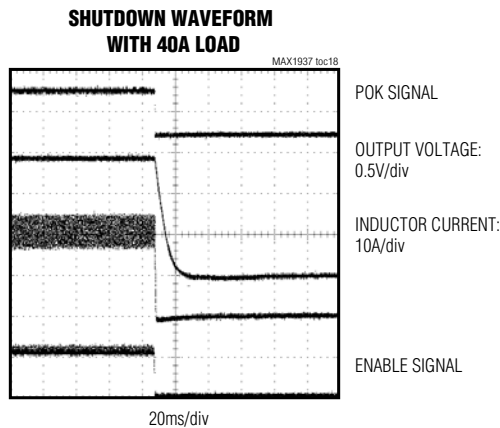 SHUTDOWN WAVEFORM
WITH 40A LOAD
MAX1937 toc18
POK SIGNAL
OUTPUT VOLTAGE:
0.5V/div
INDUCTOR CURRENT:
10A/div
ENABLE SIGNAL
20ms/div